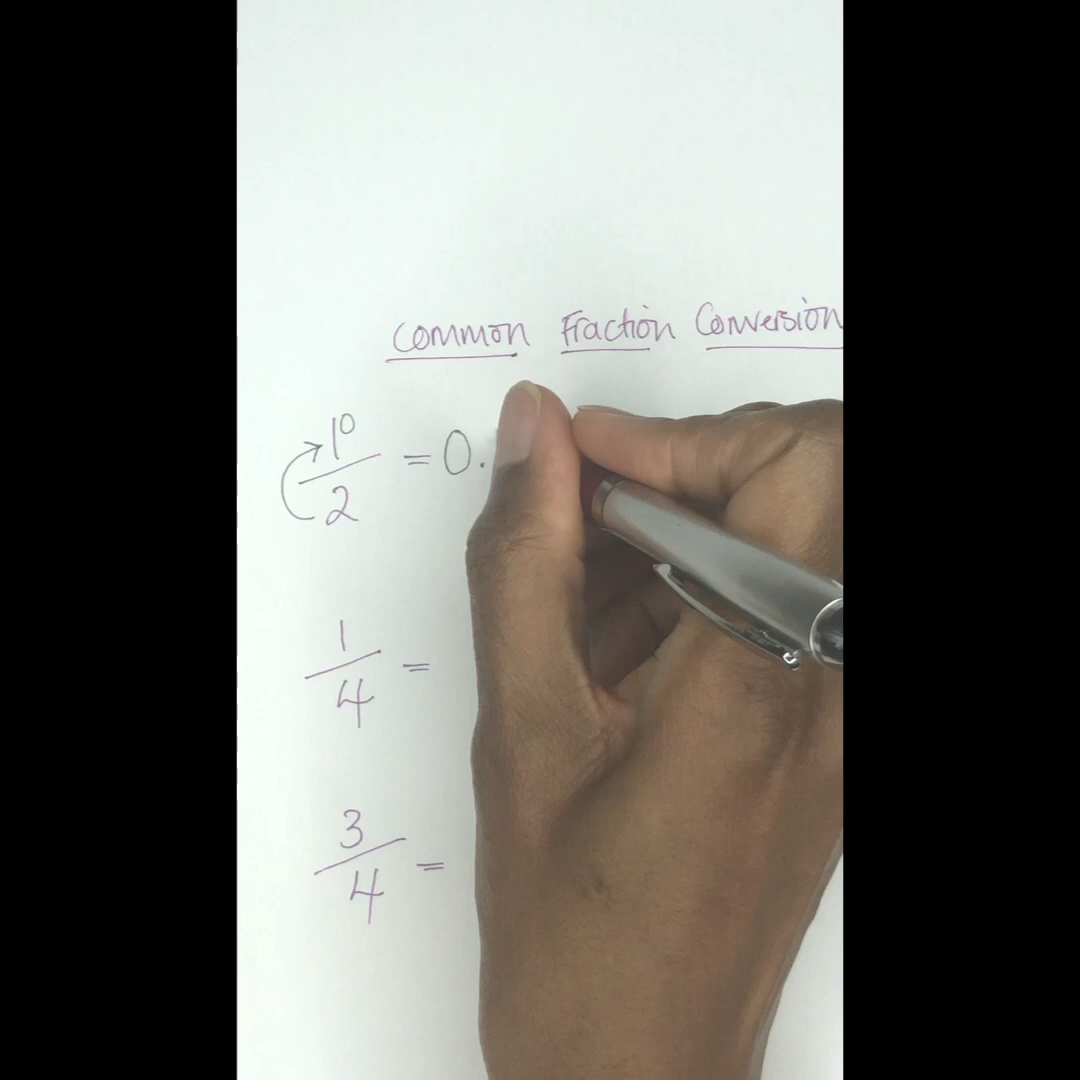 Common Fraction Conversion
1⁰/2 = 0.
1/4 =
3/4 =